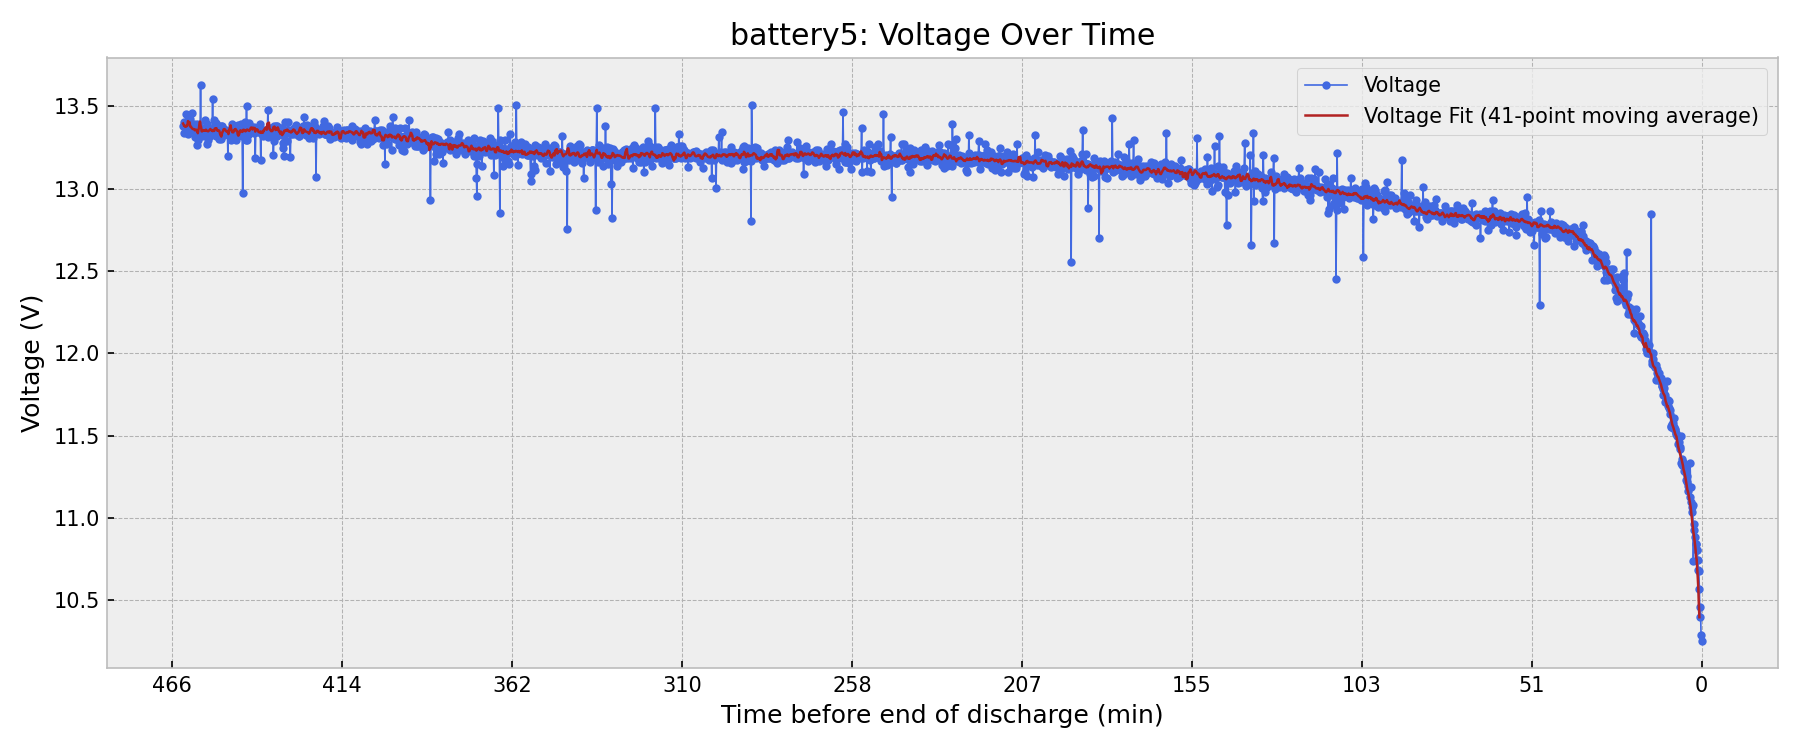 battery5: Voltage Over Time
Voltage
Voltage Fit (41-point moving average)
Voltage (V)
13.5
13.0
12.5
12.0
11.5
11.0
10.5
466 414 362 310 258 207 155 103 51 0
Time before end of discharge (min)